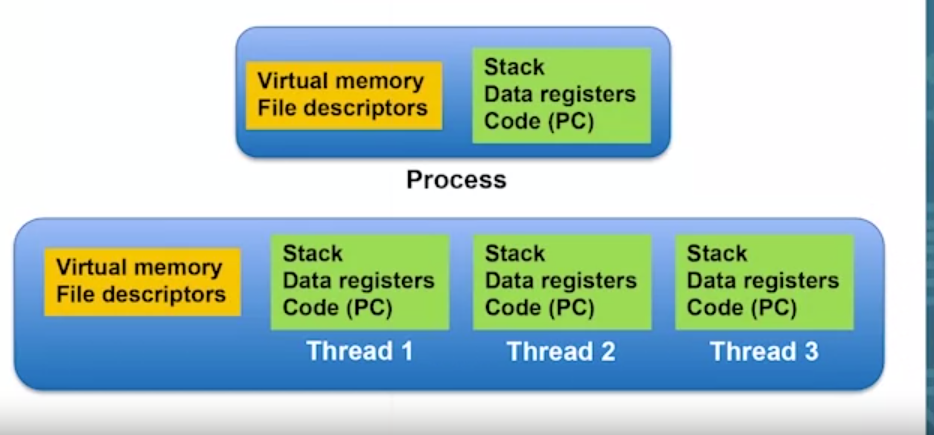 Virtual memory
File descriptors
Stack
Data registers
Code (PC)
Process
Virtual memory
File descriptors
Stack
Data registers
Code (PC)
Thread 1
Stack
Data registers
Code (PC)
Thread 2
Stack
Data registers
Code (PC)
Thread 3